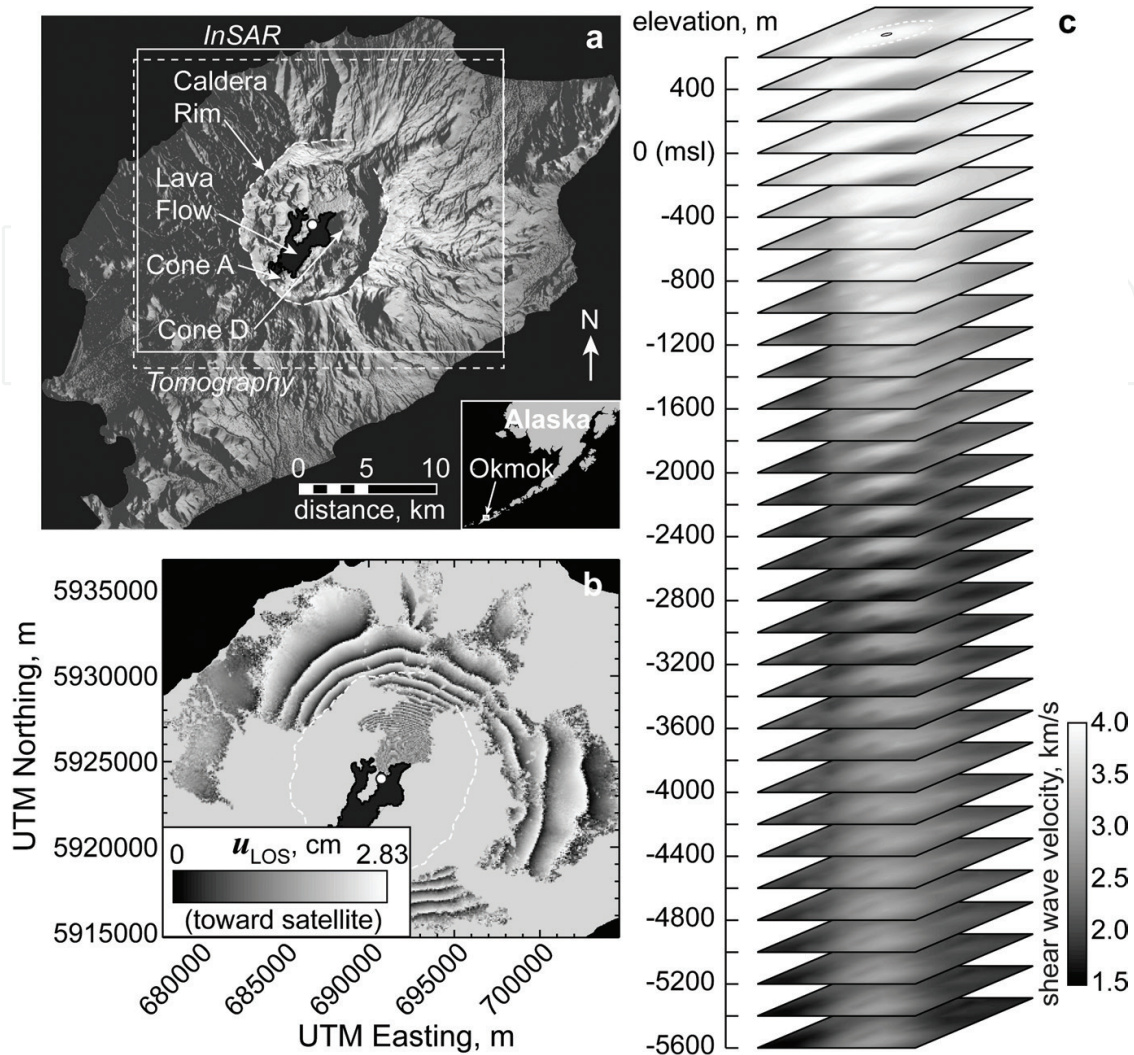 a
InSAR
Caldera
Rim
Lava
Flow
Cone A
Cone D
N
Tomography
0 5 10
distance, km
Alaska
Okmok
b
5935000
5930000
5925000
5920000
5915000
UTM Northing, m
0 uLOS, cm 2.83
(toward satellite)
680000
685000
690000
695000
700000
UTM Easting, m
elevation, m
c
400
0 (msl)
-400
-800
-1200
-1600
-2000
-2400
-2800
-3200
-3600
-4000
-4400
-4800
-5200
-5600
shear wave velocity, km/s
4.0
3.5
3.0
2.5
2.0
1.5